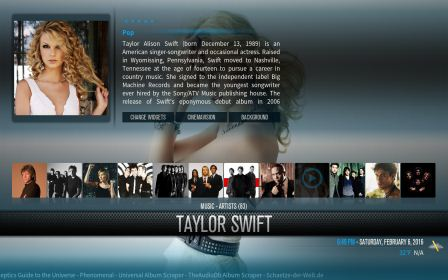 Pop
Taylor Alison Swift (born December 13, 1989) is an
American singer-songwriter and occasional actress. Raised
in Wyomissing, Pennsylvania, Swift moved to Nashville,
Tennessee at the age of fourteen to pursue a career in
country music. She signed to the independent label Big
Machine Records and became the youngest songwriter
ever hired by the Sony/ATV Music publishing house. The
release of Swift's eponymous debut album in 2006
CHANGE WIDGETS CINEMAVISION BACKGROUND
MUSIC - ARTISTS (83)
TAYLOR SWIFT
PM - SATURDAY, FEBRUARY 6, 2016
N/A
eptics Guide to the Universe - Phenomenal - Universal Album Scraper - TheAudioDb Album Scraper - Schaetze-der-Welt.de